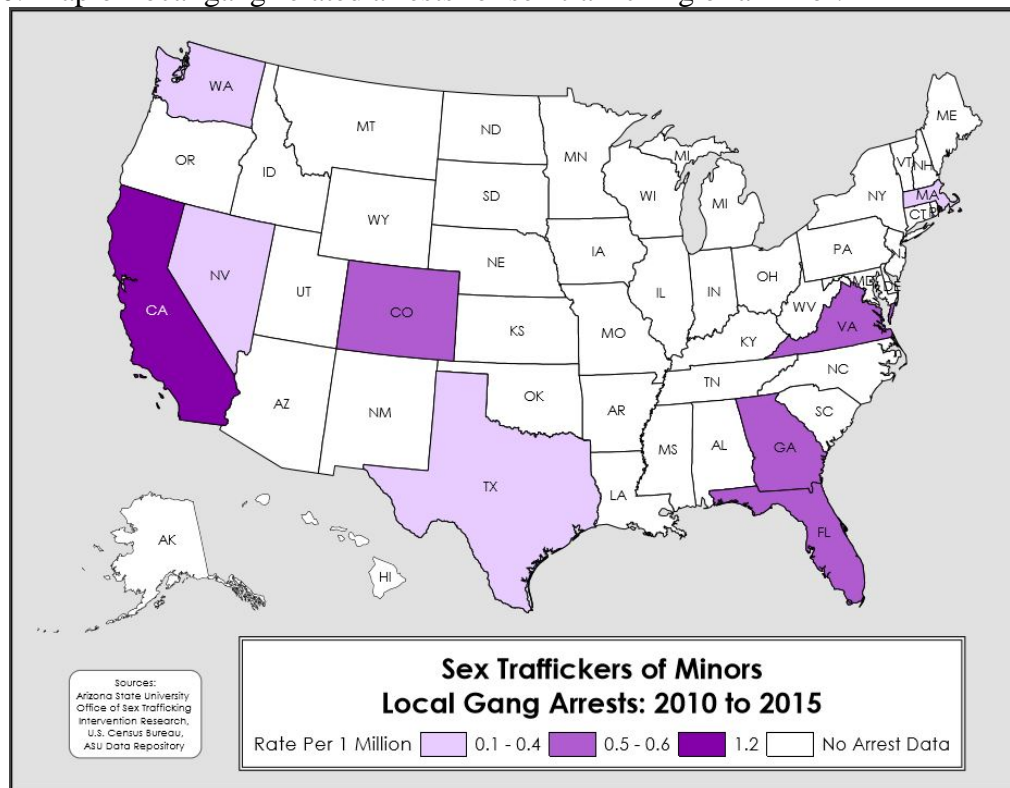 WA
MT
ND
MN
ME
OR
ID
SD
WI
MI
MI
VT
NH
NY
MA
CT
RI
WY
IA
NE
PA
NJ
NV
UT
CO
IL
IN
OH
MD
DE
WV
VA
CA
KS
MO
KY
AZ
NM
OK
AR
TN
NC
SC
MS
AL
GA
TX
LA
FL
AK
HI
Sex Traffickers of Minors
Local Gang Arrests: 2010 to 2015
Rate Per 1 Million 0.1 - 0.4 0.5 - 0.6 1.2 No Arrest Data
Sources:
Arizona State University
Office of Sex Trafficking
Intervention Research,
U.S. Census Bureau,
ASU Data Repository